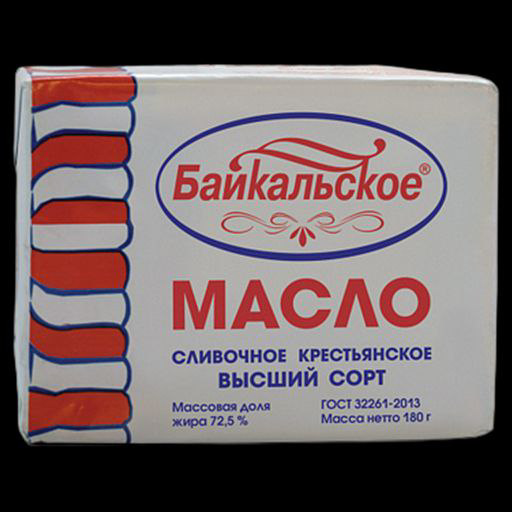 Байкальское®
МАСЛО
СЛИВОЧНОЕ КРЕСТЬЯНСКОЕ
ВЫСШИЙ СОРТ
Массовая доля
жира 72,5 %
ГОСТ 32261-2013
Масса нетто 180 г